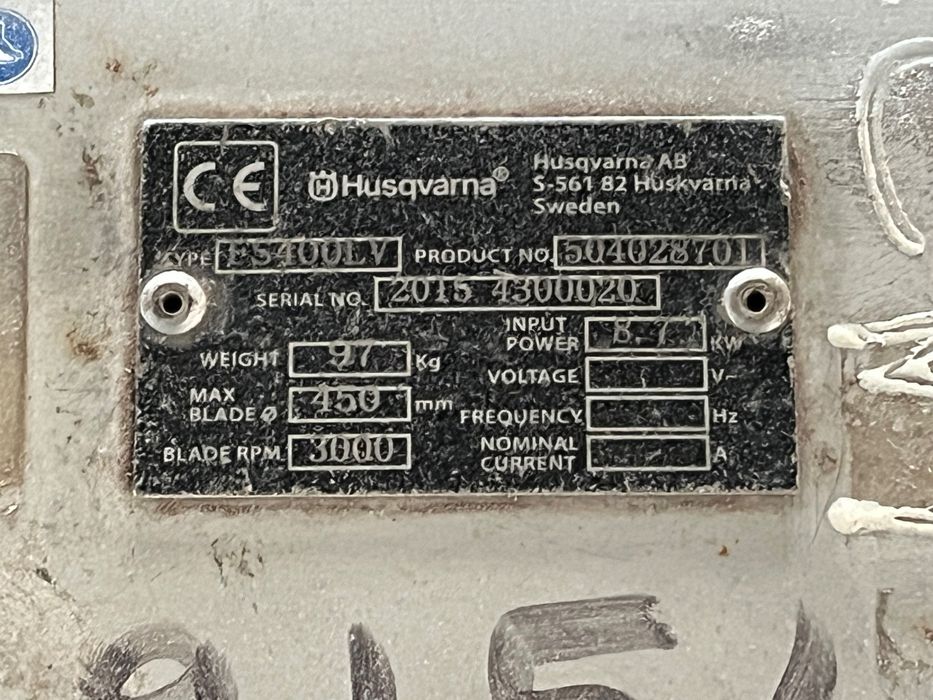 CE Husqvarna®
Husqvarna AB
S-561 82 Huskvarna
Sweden
TYPE FS400LV PRODUCT NO. 504028701
SERIAL NO. 2015 4300020
INPUT POWER 8.7 KW
WEIGHT 97 Kg
VOLTAGE V~
MAX BLADE Ø 450 mm
FREQUENCY Hz
BLADE RPM 3000
NOMINAL CURRENT A